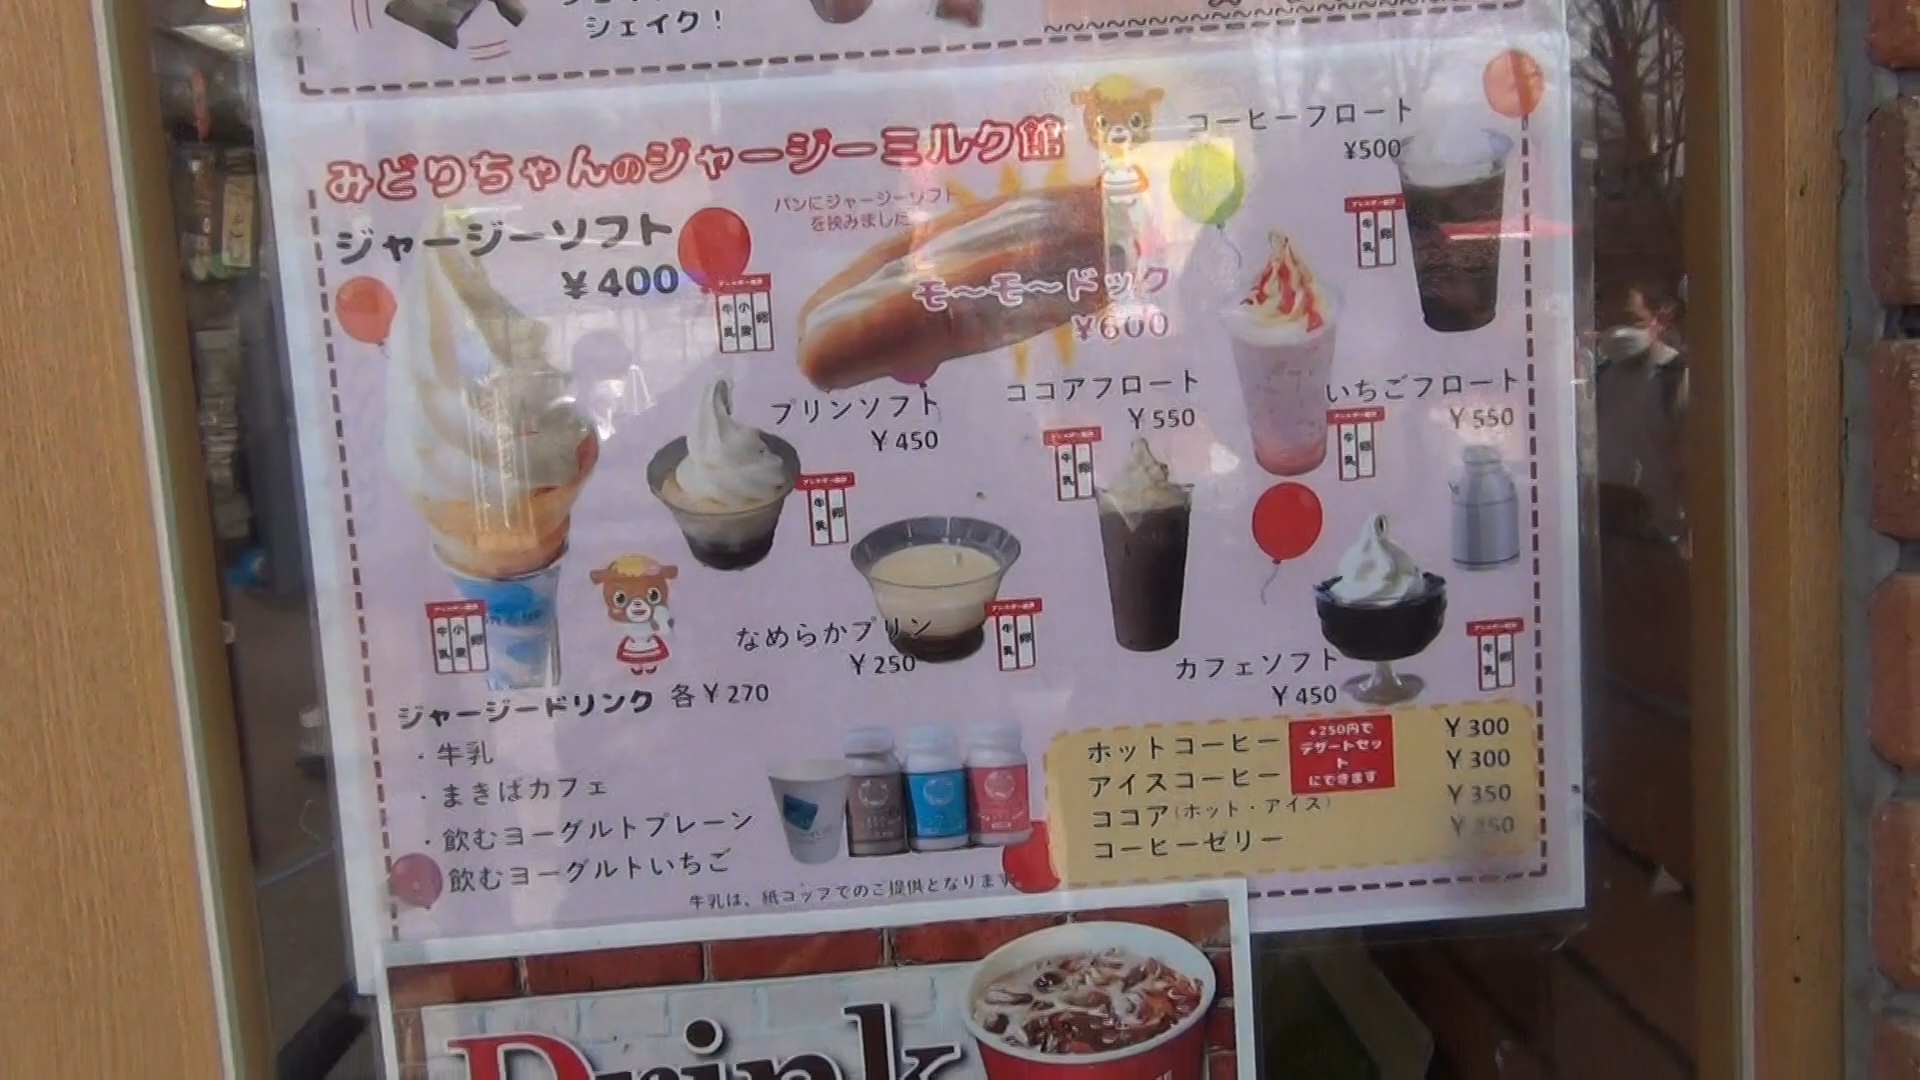 シェイク！
みどりちゃんのジャージーミルク館
ジャージーソフト
¥400
パンにジャージーソフト
を挟みました
モ～モ～ドック
¥600
コーヒーフロート
¥500
プリンソフト
¥450
ココアフロート
¥550
いちごフロート
¥550
なめらかプリン
¥250
カフェソフト
¥450
ジャージードリンク 各¥270
・牛乳
・まきばカフェ
・飲むヨーグルトプレーン
飲むヨーグルトいちご
牛乳は、紙コップでのご提供となります
ホットコーヒー ¥300
アイスコーヒー ¥300
ココア(ホット・アイス) ¥350
コーヒーゼリー ¥250
+250円で
デザートセッ
ト
にできます
Drink